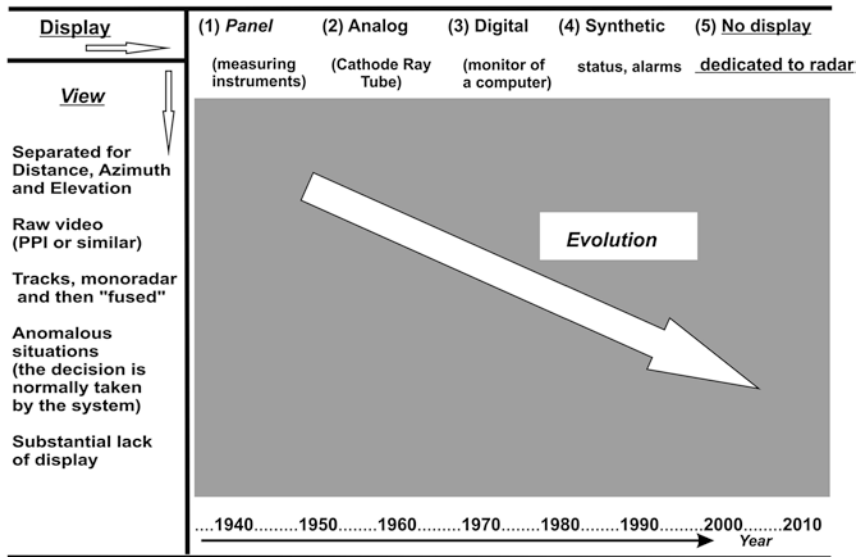 Display
(1) Panel (2) Analog (3) Digital (4) Synthetic (5) No display
(measuring instruments)
(Cathode Ray Tube)
(monitor of a computer)
status, alarms
dedicated to radar
View
Separated for
Distance, Azimuth
and Elevation
Raw video
(PPI or similar)
Tracks, monoradar
and then "fused"
Anomalous
situations
(the decision is
normally taken
by the system)
Substantial lack
of display
Evolution
....1940........1950.......1960.......1970.......1980.......1990........2000.......2010
Year